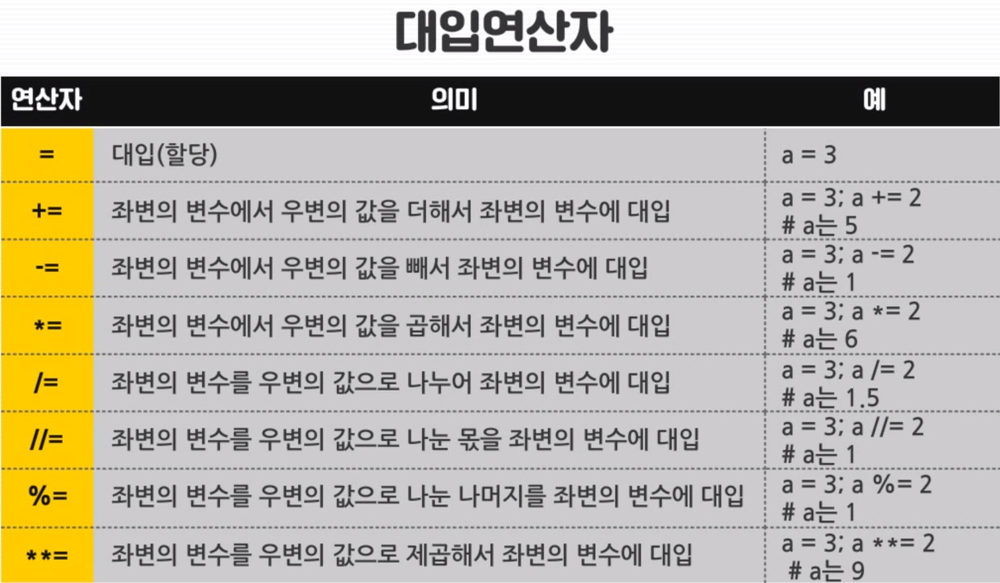 대입연산자
연산자 의미 예
= 대입(할당) a = 3
+= 좌변의 변수에서 우변의 값을 더해서 좌변의 변수에 대입 a = 3; a += 2
# a는 5
-= 좌변의 변수에서 우변의 값을 빼서 좌변의 변수에 대입 a = 3; a -= 2
# a는 1
*= 좌변의 변수에서 우변의 값을 곱해서 좌변의 변수에 대입 a = 3; a *= 2
# a는 6
/= 좌변의 변수를 우변의 값으로 나누어 좌변의 변수에 대입 a = 3; a /= 2
# a는 1.5
//= 좌변의 변수를 우변의 값으로 나눈 몫을 좌변의 변수에 대입 a = 3; a //= 2
# a는 1
%= 좌변의 변수를 우변의 값으로 나눈 나머지를 좌변의 변수에 대입 a = 3; a %= 2
# a는 1
**= 좌변의 변수를 우변의 값으로 제곱해서 좌변의 변수에 대입 a = 3; a **= 2
# a는 9